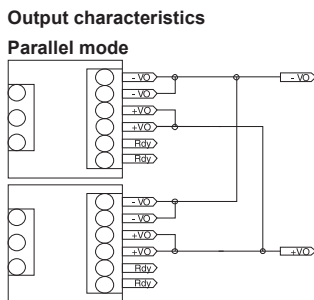 Output characteristics
Parallel mode
- VO
- VO
- VO
+VO
+VO
Rdy
Rdy
- VO
- VO
+VO
+VO
+VO
Rdy
Rdy